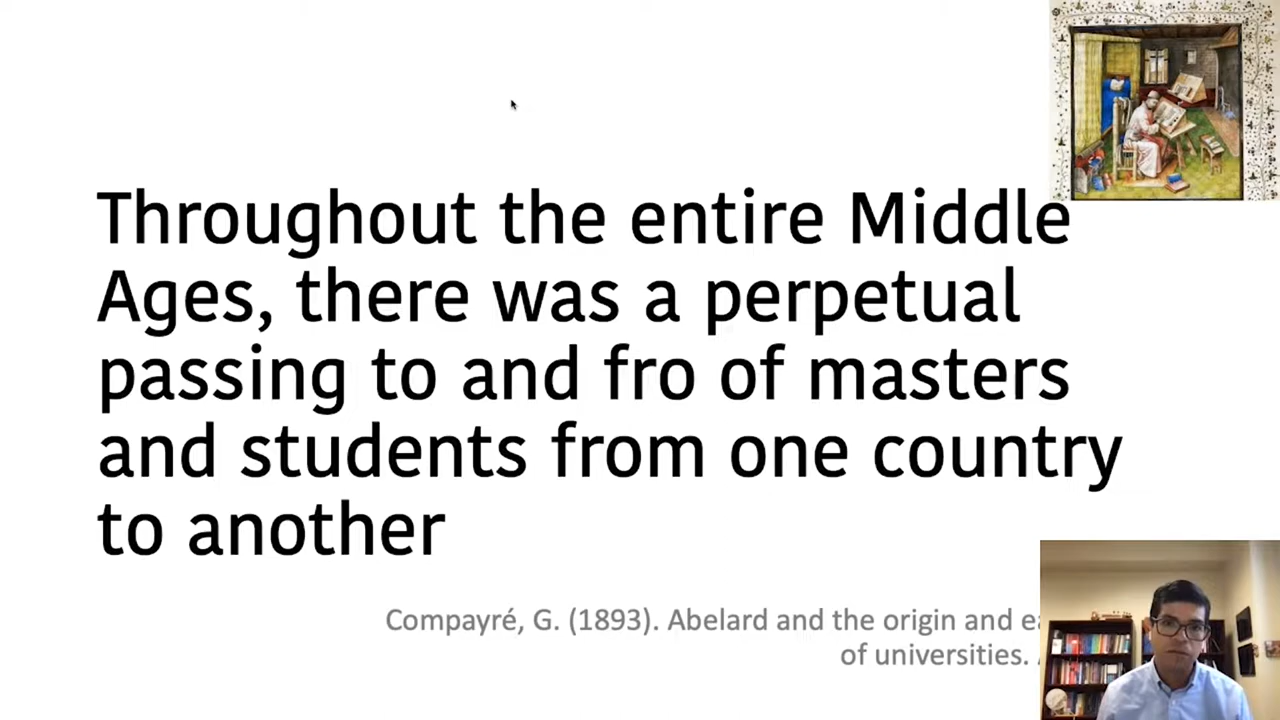 Throughout the entire Middle
Ages, there was a perpetual
passing to and fro of masters
and students from one country
to another
Compayré, G. (1893). Abelard and the origin and
of universities.